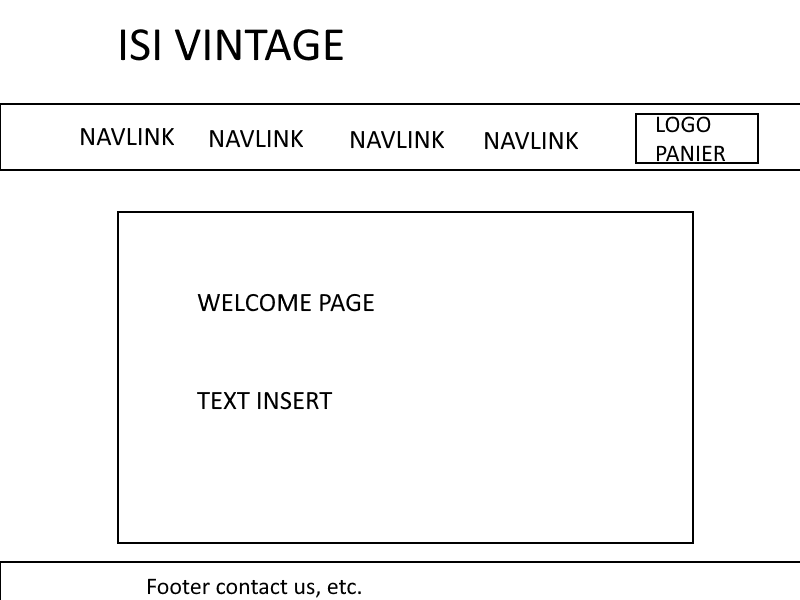 ISI VINTAGE
NAVLINK NAVLINK NAVLINK NAVLINK
LOGO
PANIER
WELCOME PAGE
TEXT INSERT
Footer contact us, etc.